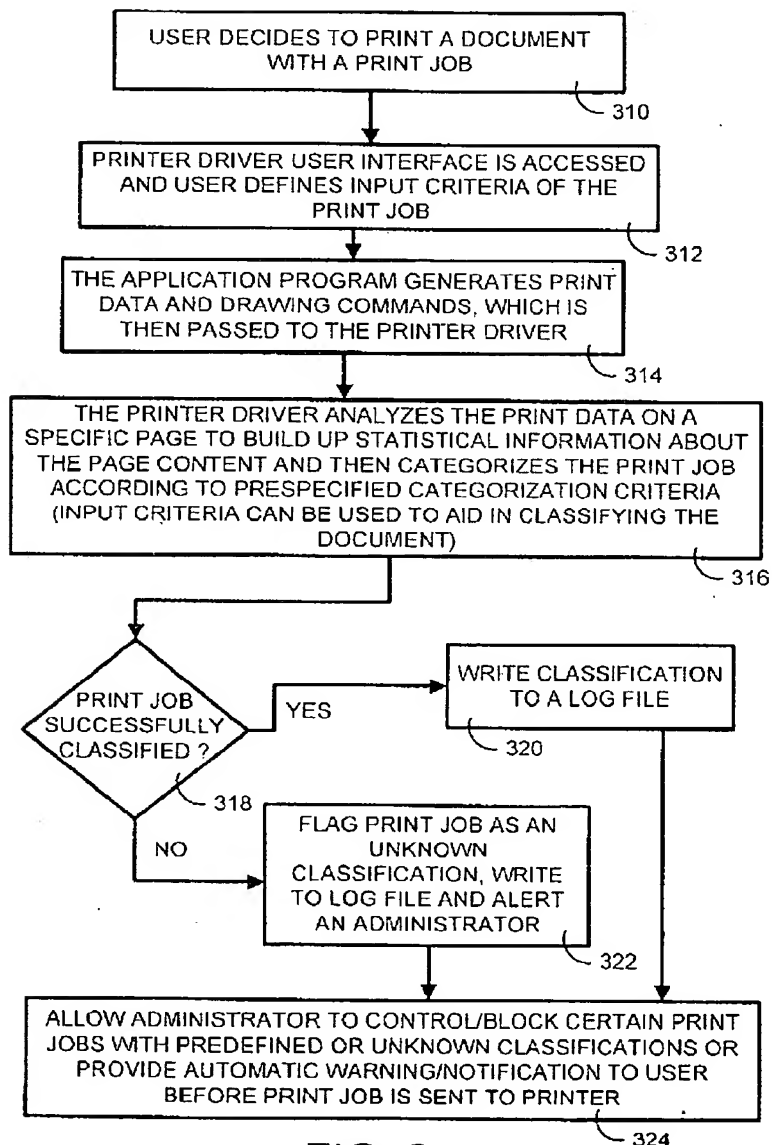 USER DECIDES TO PRINT A DOCUMENT
WITH A PRINT JOB
310
PRINTER DRIVER USER INTERFACE IS ACCESSED
AND USER DEFINES INPUT CRITERIA OF THE
PRINT JOB
312
THE APPLICATION PROGRAM GENERATES PRINT
DATA AND DRAWING COMMANDS, WHICH IS
THEN PASSED TO THE PRINTER DRIVER
314
THE PRINTER DRIVER ANALYZES THE PRINT DATA ON A
SPECIFIC PAGE TO BUILD UP STATISTICAL INFORMATION ABOUT
THE PAGE CONTENT AND THEN CATEGORIZES THE PRINT JOB
ACCORDING TO PRESPECIFIED CATEGORIZATION CRITERIA
(INPUT CRITERIA CAN BE USED TO AID IN CLASSIFYING THE
DOCUMENT)
316
PRINT JOB
SUCCESSFULLY
CLASSIFIED ?
318
YES
WRITE CLASSIFICATION
TO A LOG FILE
320
NO
FLAG PRINT JOB AS AN
UNKNOWN
CLASSIFICATION, WRITE
TO LOG FILE AND ALERT
AN ADMINISTRATOR
322
ALLOW ADMINISTRATOR TO CONTROL/BLOCK CERTAIN PRINT
JOBS WITH PREDEFINED OR UNKNOWN CLASSIFICATIONS OR
PROVIDE AUTOMATIC WARNING/NOTIFICATION TO USER
BEFORE PRINT JOB IS SENT TO PRINTER
324